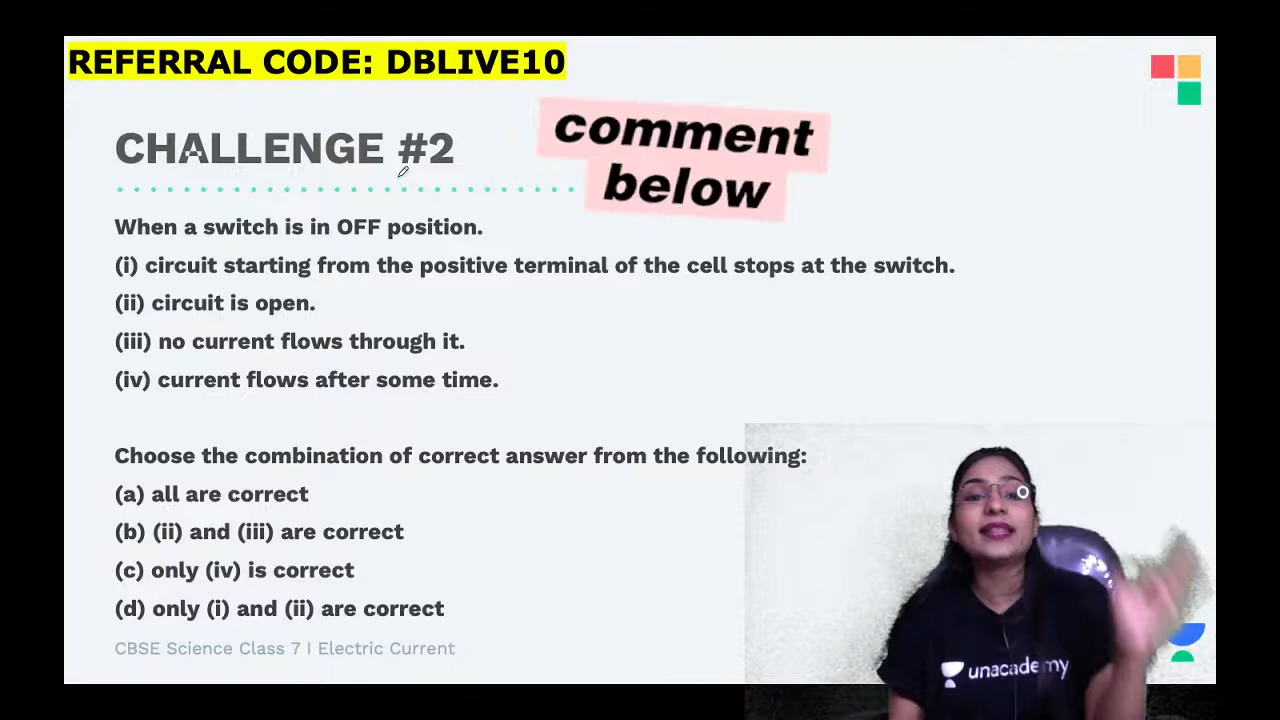 REFERRAL CODE: DBLIVE10
CHALLENGE #2
comment
below
When a switch is in OFF position.
(i) circuit starting from the positive terminal of the cell stops at the switch.
(ii) circuit is open.
(iii) no current flows through it.
(iv) current flows after some time.
Choose the combination of correct answer from the following:
(a) all are correct
(b) (ii) and (iii) are correct
(c) only (iv) is correct
(d) only (i) and (ii) are correct
CBSE Science Class 7 I Electric Current
unacademy